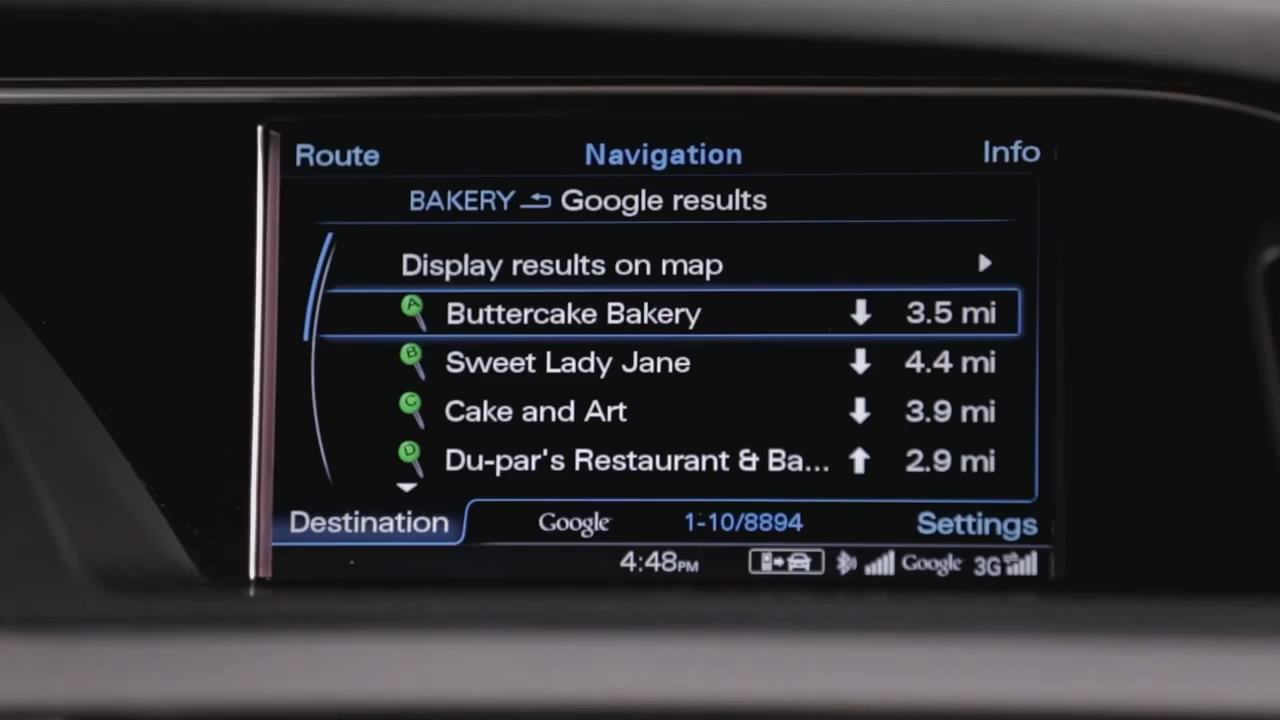 Route Navigation Info
BAKERY Google results
Display results on map
A Buttercake Bakery 3.5 mi
B Sweet Lady Jane 4.4 mi
C Cake and Art 3.9 mi
D Du-par's Restaurant & Ba... 2.9 mi
Destination Google 1-10/8894 Settings
4:48PM Google 3G